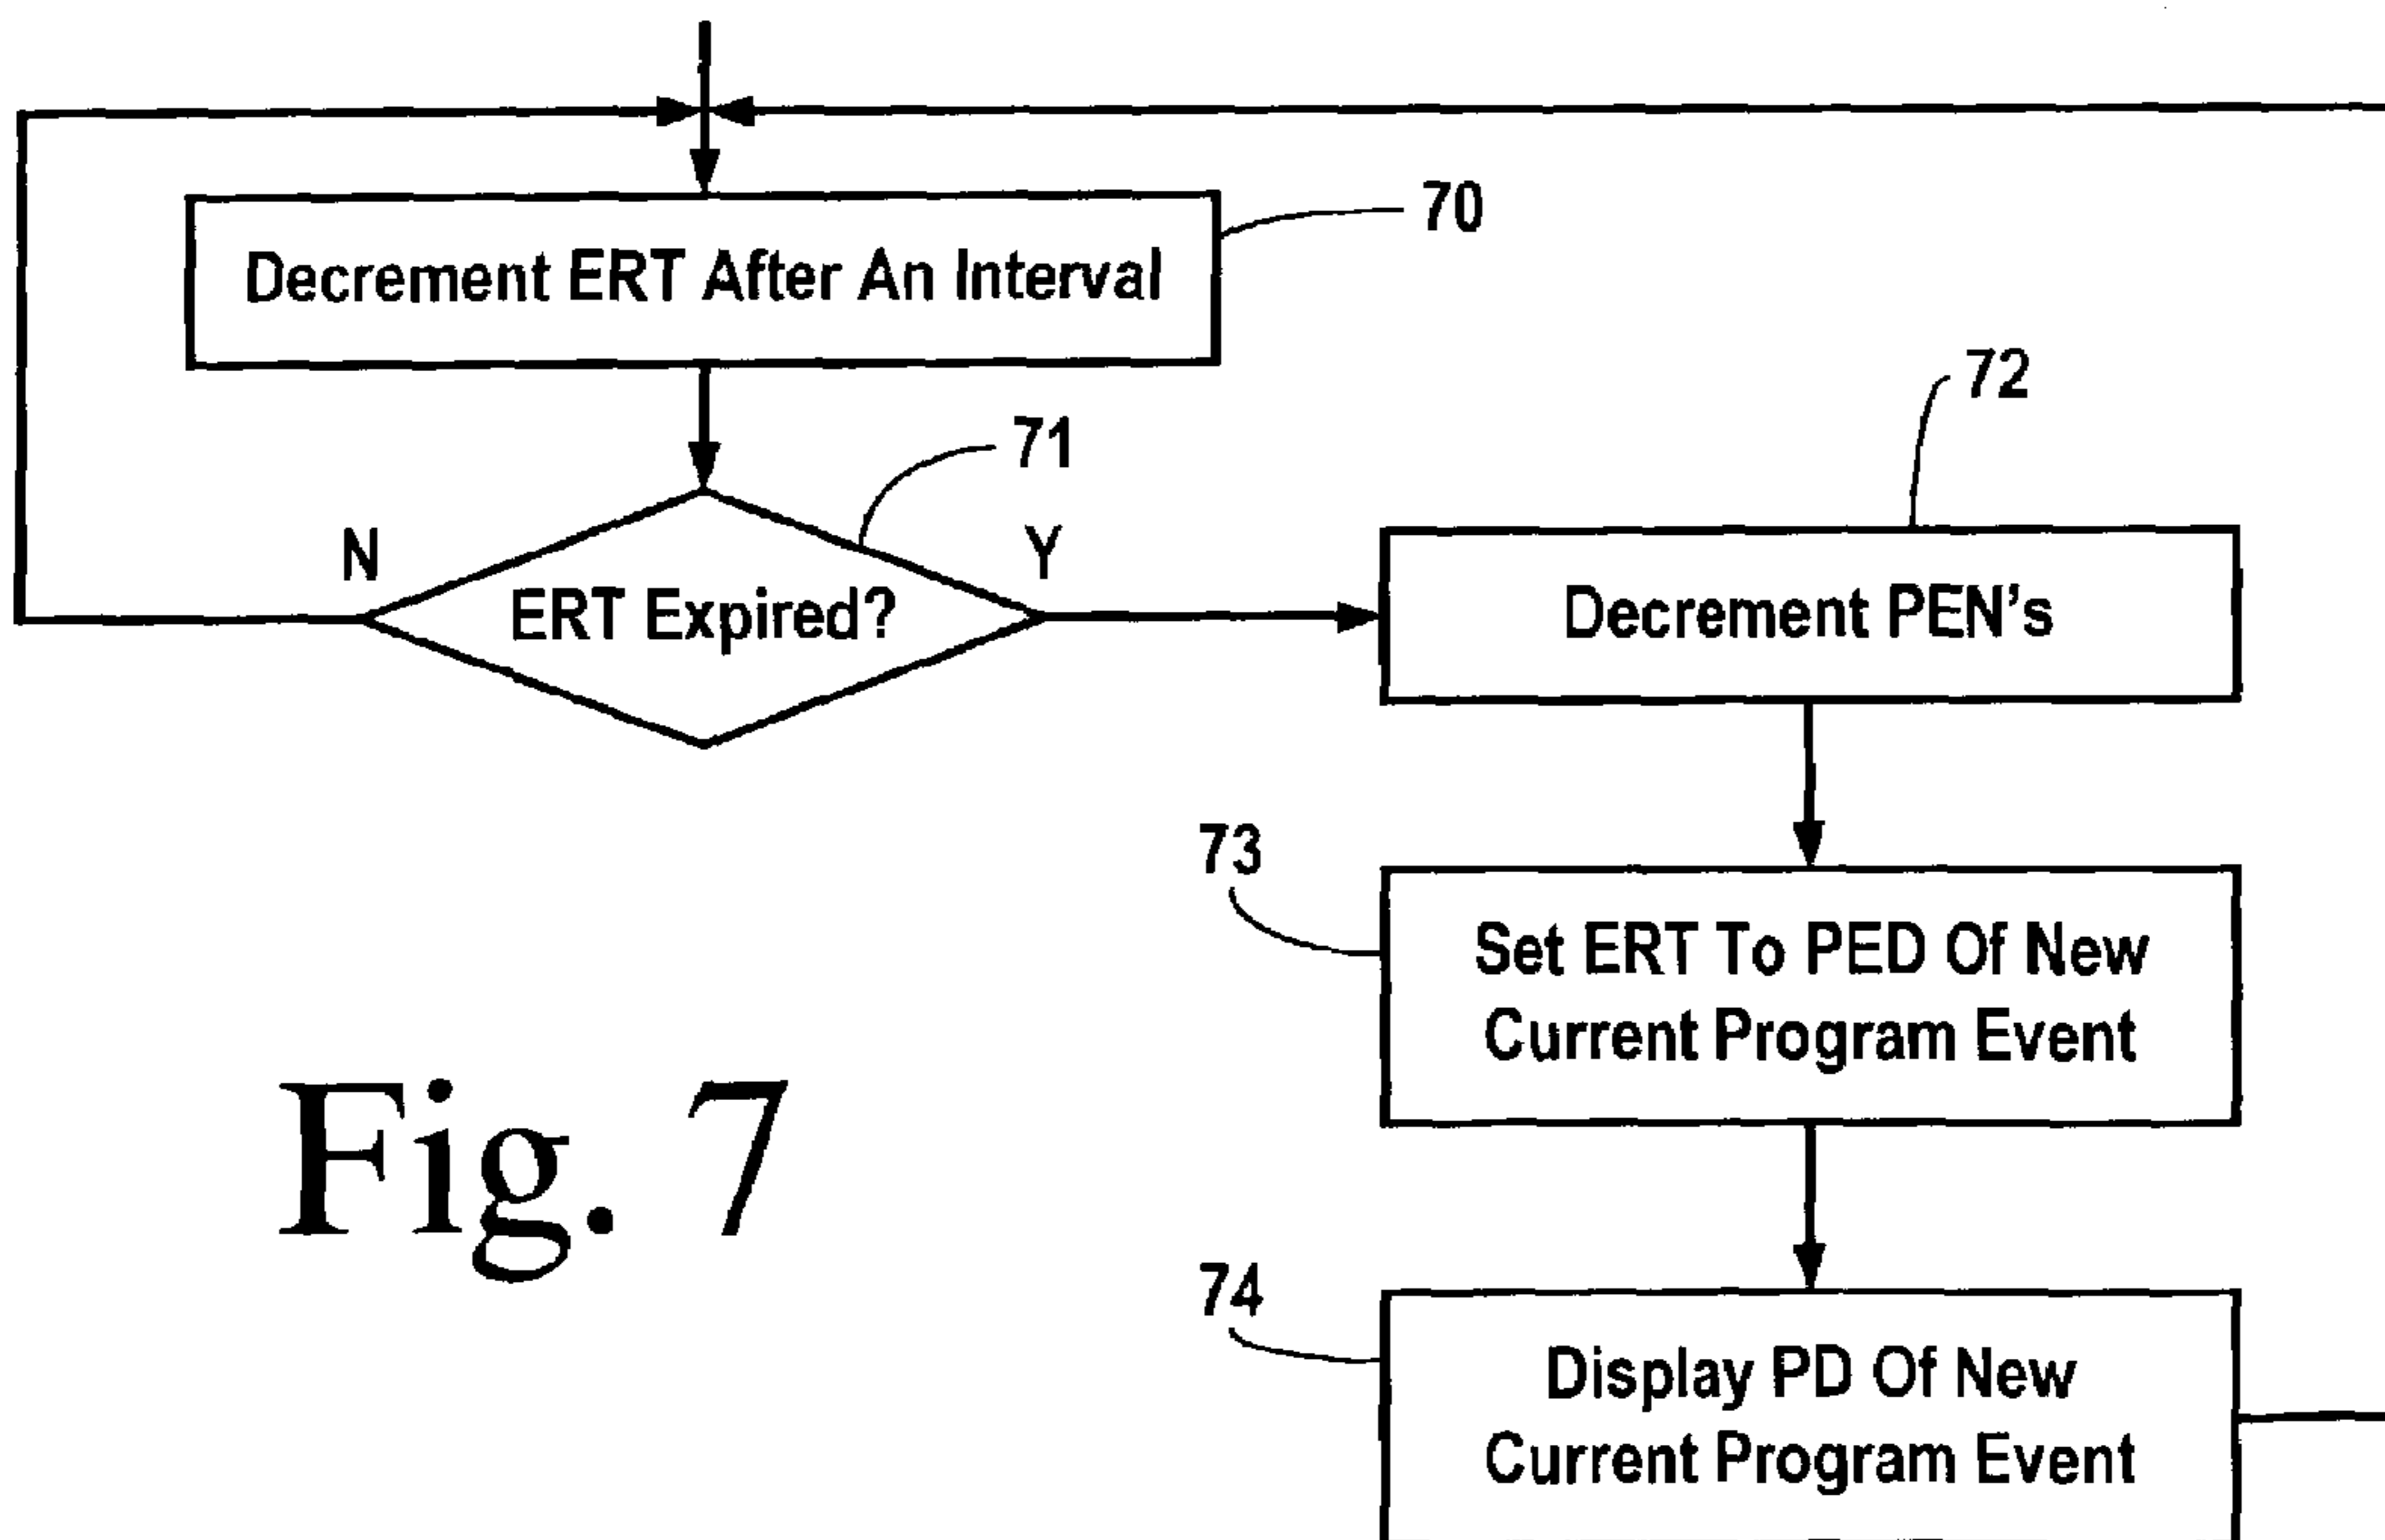 70
Decrement ERT After An Interval
71
72
N
Y
ERT Expired?
Decrement PEN's
73
Set ERT To PED Of New
Current Program Event
Fig. 7
74
Display PD Of New
Current Program Event